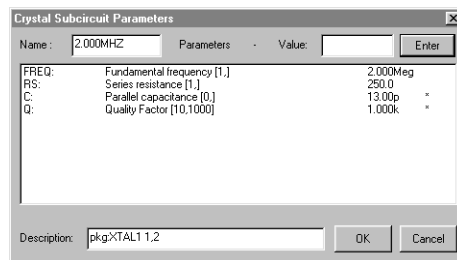 Crystal Subcircuit Parameters
Name : 2.000MHZ Parameters - Value: Enter
FREQ: Fundamental frequency [1,] 2.000Meg
RS: Series resistance [1,] 250.0
C: Parallel capacitance [0,] 13.00p *
Q: Quality Factor [10,1000] 1.000k *
Description: pkg:XTAL1 1,2 OK Cancel